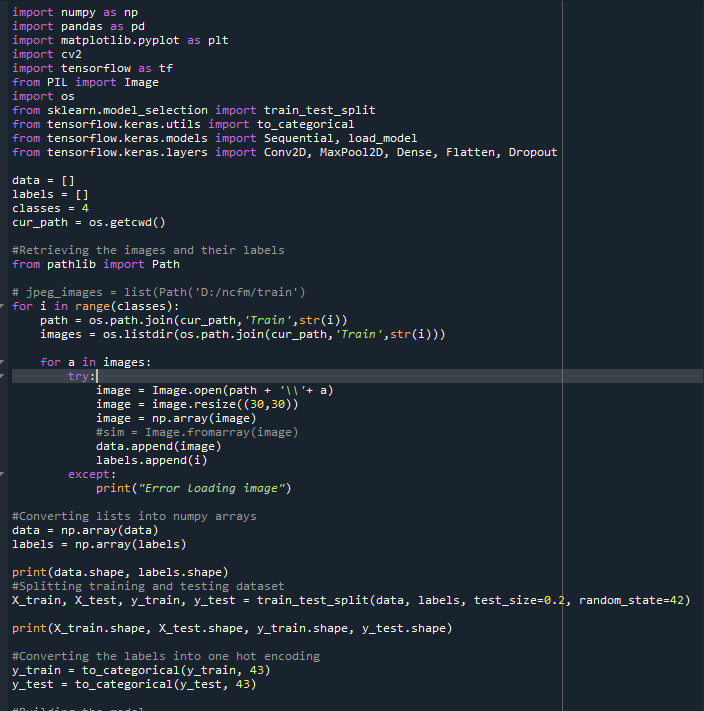 import numpy as np
import pandas as pd
import matplotlib.pyplot as plt
import cv2
import tensorflow as tf
from PIL import Image
import os
from sklearn.model_selection import train_test_split
from tensorflow.keras.utils import to_categorical
from tensorflow.keras.models import Sequential, load_model
from tensorflow.keras.layers import Conv2D, MaxPool2D, Dense, Flatten, Dropout

data = []
labels = []
classes = 4
cur_path = os.getcwd()

#Retrieving the images and their labels
from pathlib import Path

# jpeg_images = list(Path('D:/ncfm/train')
for i in range(classes):
    path = os.path.join(cur_path,'Train',str(i))
    images = os.listdir(os.path.join(cur_path,'Train',str(i)))

    for a in images:
        try:
            image = Image.open(path + '\\'+ a)
            image = image.resize((30,30))
            image = np.array(image)
            #sim = Image.fromarray(image)
            data.append(image)
            labels.append(i)
        except:
            print("Error loading image")

#Converting lists into numpy arrays
data = np.array(data)
labels = np.array(labels)

print(data.shape, labels.shape)
#Splitting training and testing dataset
X_train, X_test, y_train, y_test = train_test_split(data, labels, test_size=0.2, random_state=42)

print(X_train.shape, X_test.shape, y_train.shape, y_test.shape)

#Converting the labels into one hot encoding
y_train = to_categorical(y_train, 43)
y_test = to_categorical(y_test, 43)

#Building the model